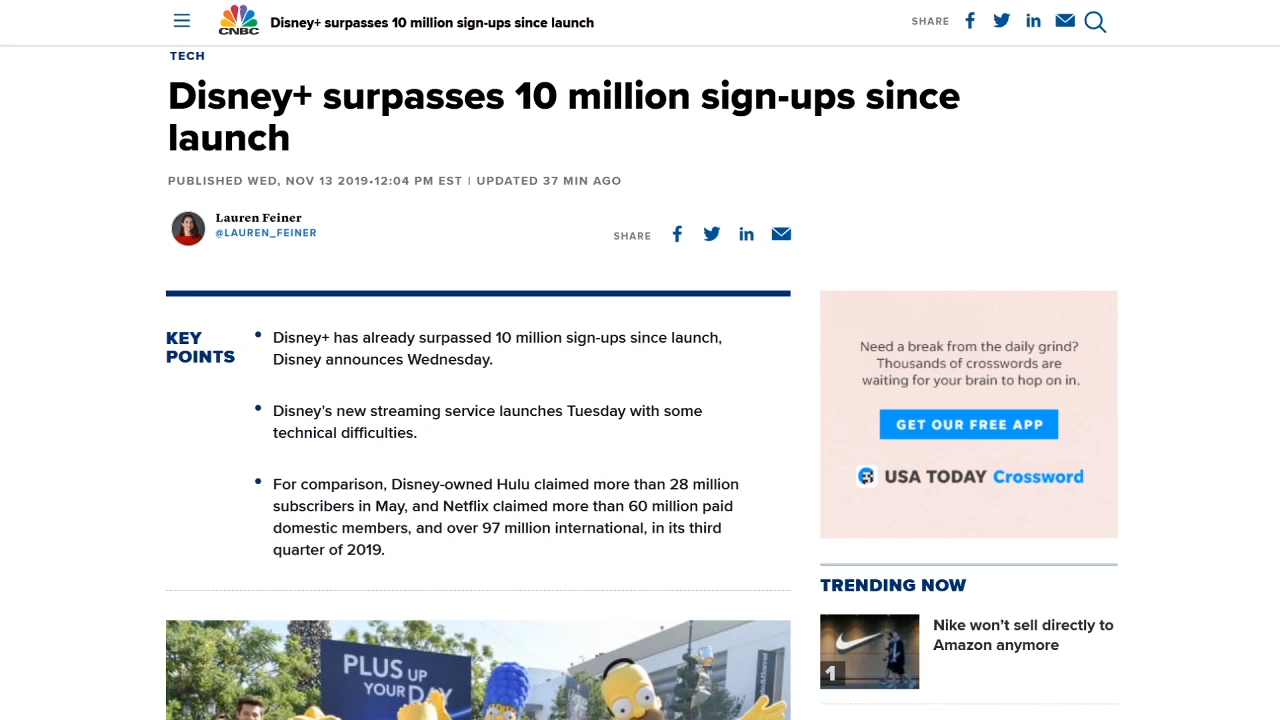 CNBC
Disney+ surpasses 10 million sign-ups since launch
SHARE
TECH
Disney+ surpasses 10 million sign-ups since
launch
PUBLISHED WED, NOV 13 2019•12:04 PM EST | UPDATED 37 MIN AGO
Lauren Feiner
@LAUREN_FEINER
SHARE
KEY
POINTS
• Disney+ has already surpassed 10 million sign-ups since launch,
Disney announces Wednesday.
• Disney’s new streaming service launches Tuesday with some
technical difficulties.
• For comparison, Disney-owned Hulu claimed more than 28 million
subscribers in May, and Netflix claimed more than 60 million paid
domestic members, and over 97 million international, in its third
quarter of 2019.
PLUS UP
YOUR DAY
Need a break from the daily grind?
Thousands of crosswords are
waiting for your brain to hop on in.
GET OUR FREE APP
USA TODAY Crossword
TRENDING NOW
1
Nike won’t sell directly to
Amazon anymore